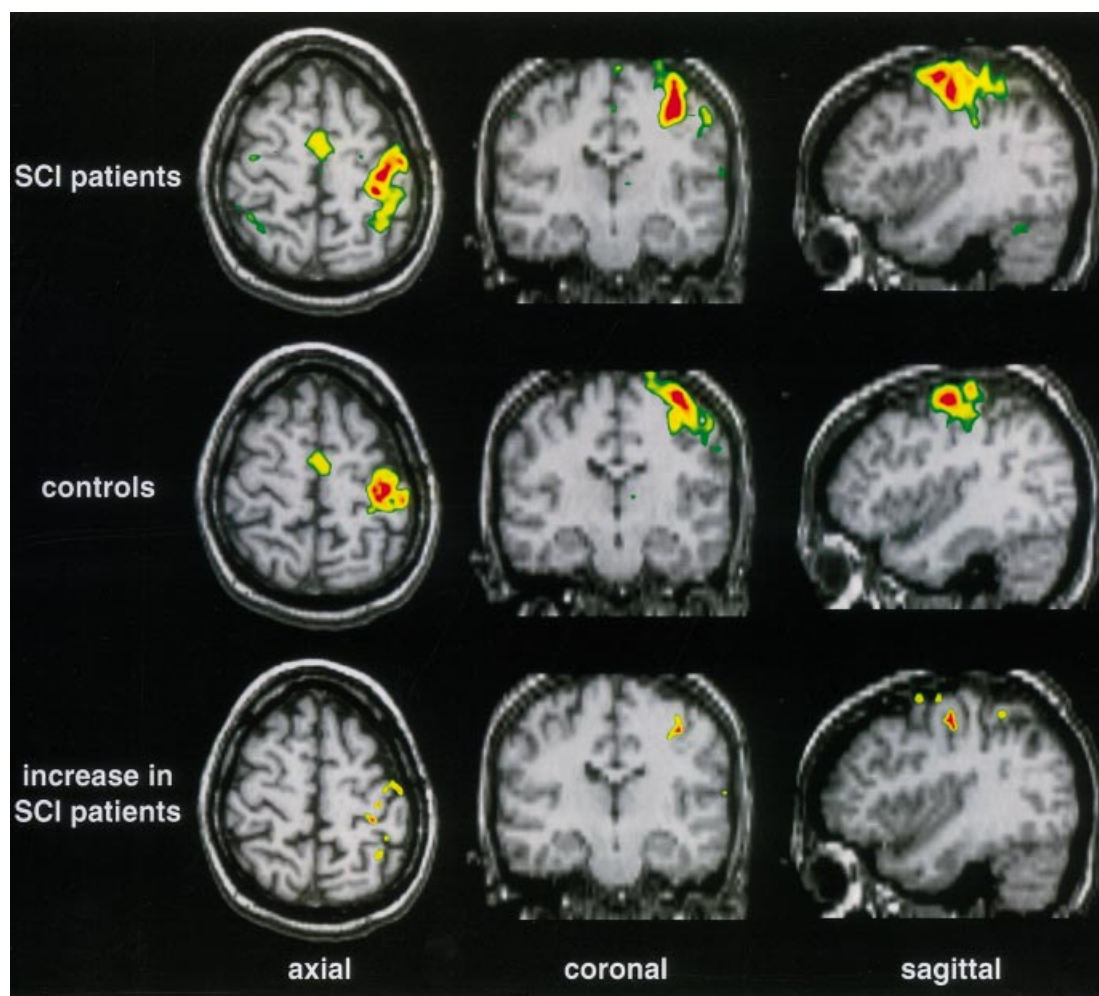 SCI patients
controls
increase in
SCI patients
axial
coronal
sagittal